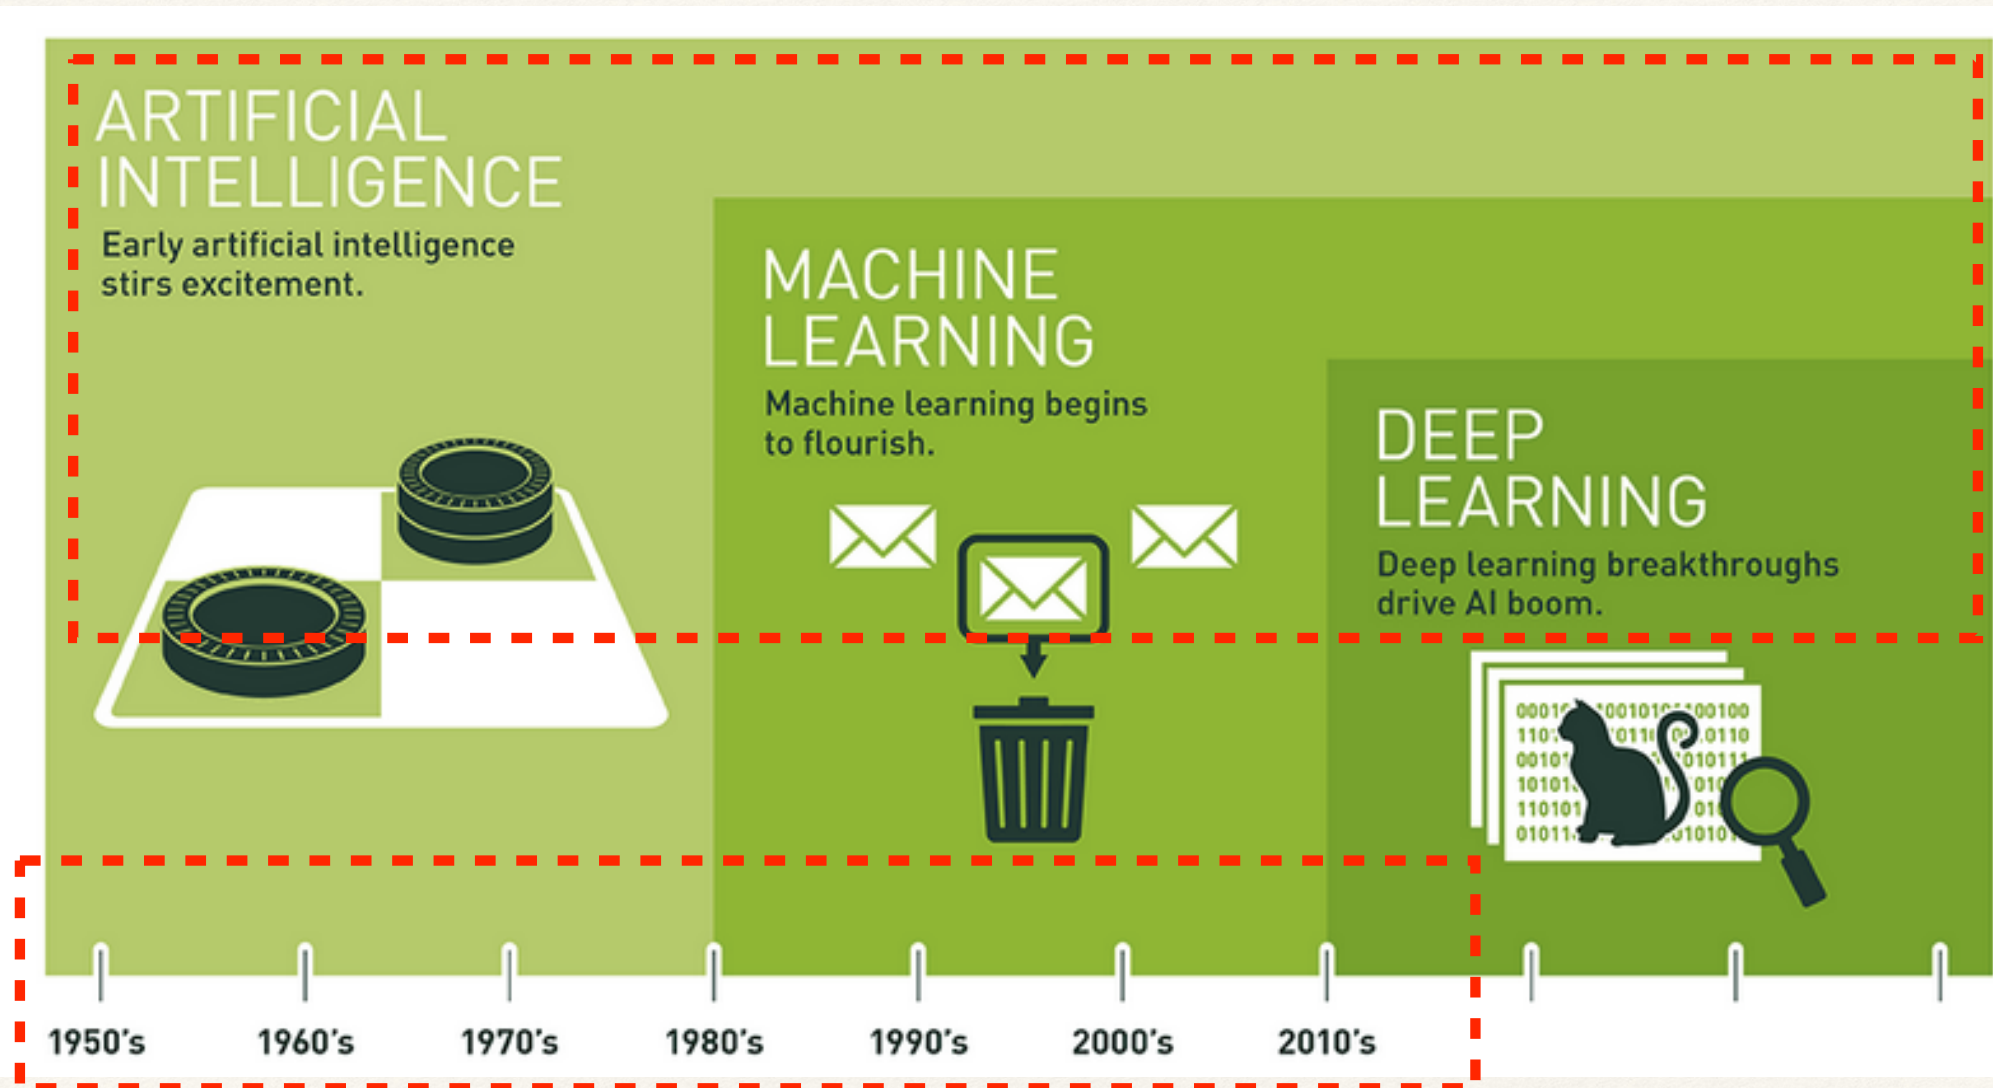 ARTIFICIAL
INTELLIGENCE
Early artificial intelligence
stirs excitement.
MACHINE
LEARNING
Machine learning begins
to flourish.
DEEP
LEARNING
Deep learning breakthroughs
drive AI boom.
1950's 1960's 1970's 1980's 1990's 2000's 2010's